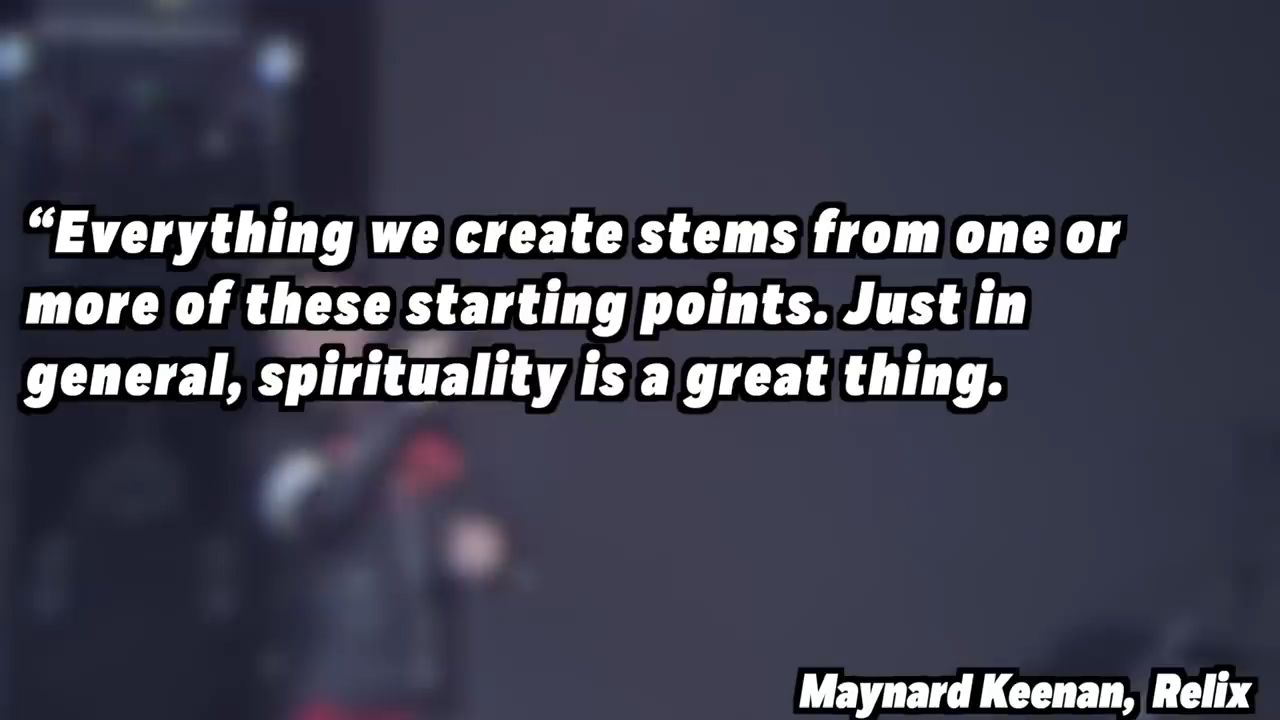 “Everything we create stems from one or
more of these starting points. Just in
general, spirituality is a great thing.
Maynard Keenan, Relix